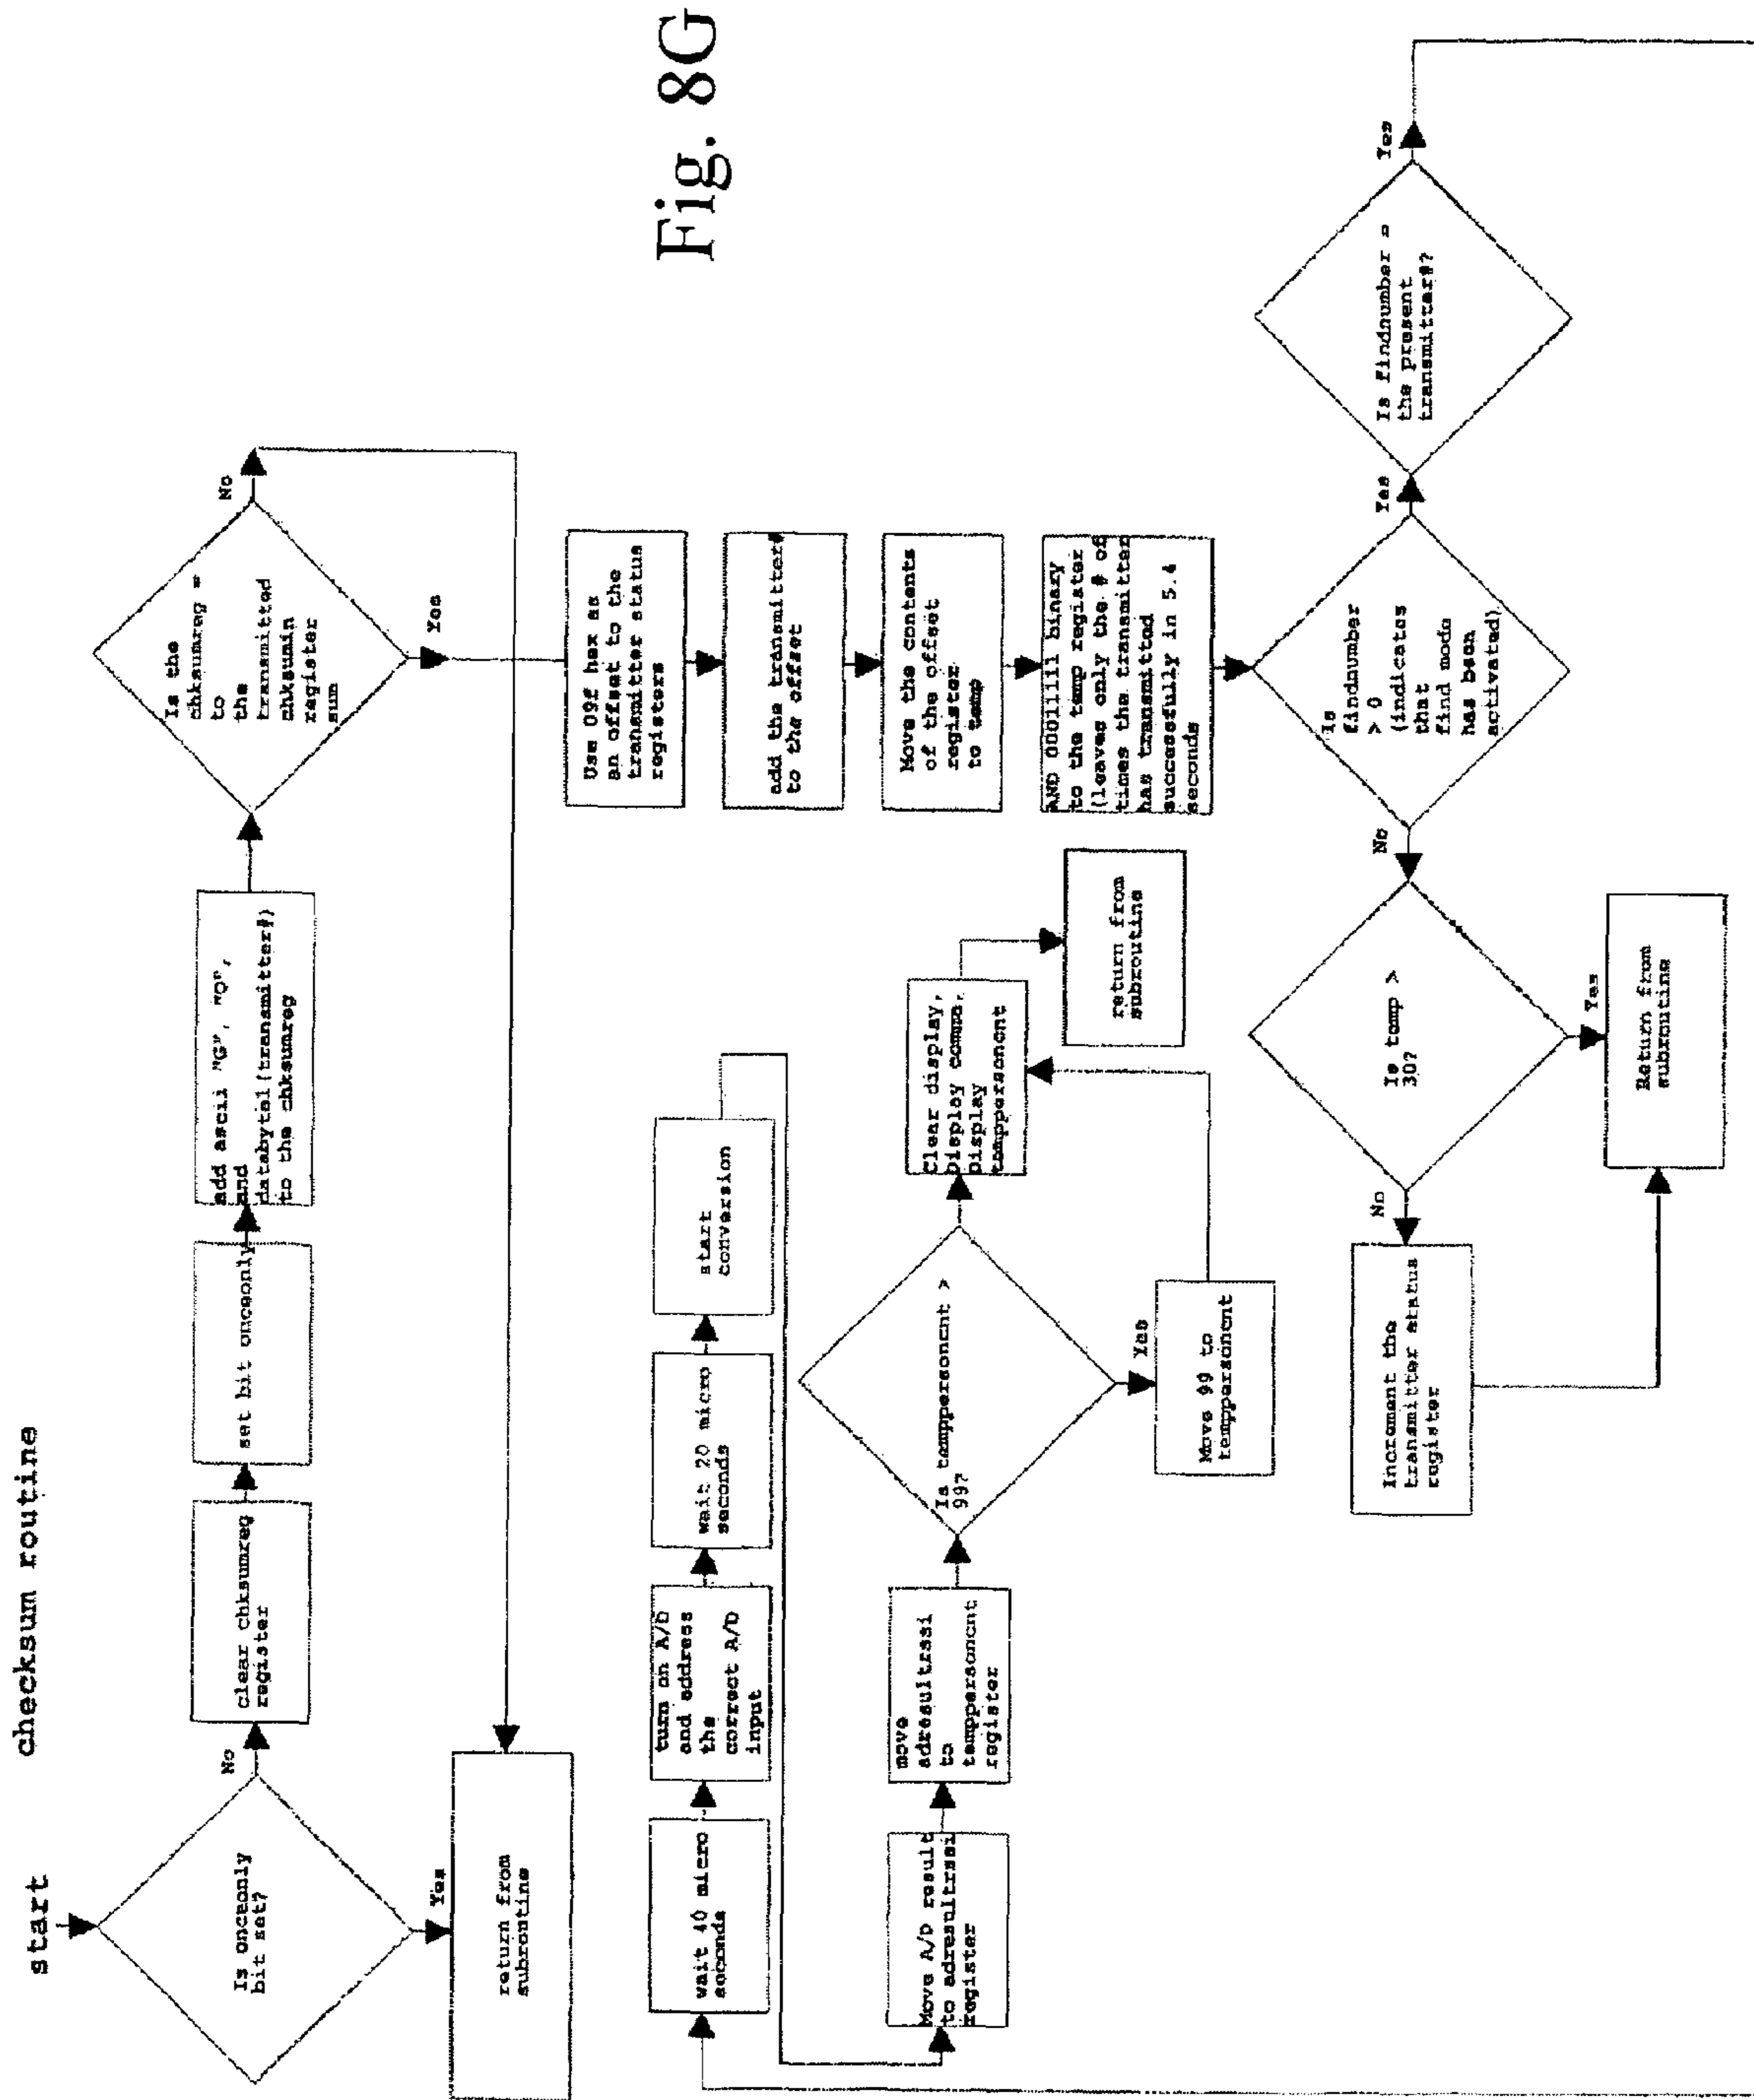 checksum routine
start
Is onceonly
bit set?
No
Yes
return from
subroutine
clear chksumreg
register
set bit onceonly
add ascii "G", "O",
and
databyte1(transmitter#)
to the chksumreg
Is the
chksumreg =
to
the
transmitted
chksumin
register
sum
No
Yes
Use 09f hex as
an offset to the
transmitter status
registers
add the transmitter#
to the offset
Move the contents
of the offset
register
to temp
AND 0001111 binary
to the temp register
(leaves only the # of
times the transmitter
has transmitted
successfully in 5.4
seconds
Is
findnumber
> 0
(indicates
that
find mode
has been
activated)
Yes
No
Is findnumber =
the present
transmitter#?
Yes
Is temp >
30?
No
Yes
Increment the
transmitter status
register
Return from
subroutine
wait 40 micro
seconds
turn on A/D
and address
the
correct A/D
input
wait 20 micro
seconds
start
conversion
Move A/D result
to adresultrssi
register
move
adresultrssi
to
temppersoncnt
register
Is temppersoncnt >
99?
Yes
Move 99 to
temppersoncnt
Clear display,
Display comma,
Display
temppersoncnt
return from
subroutine
Fig. 8G